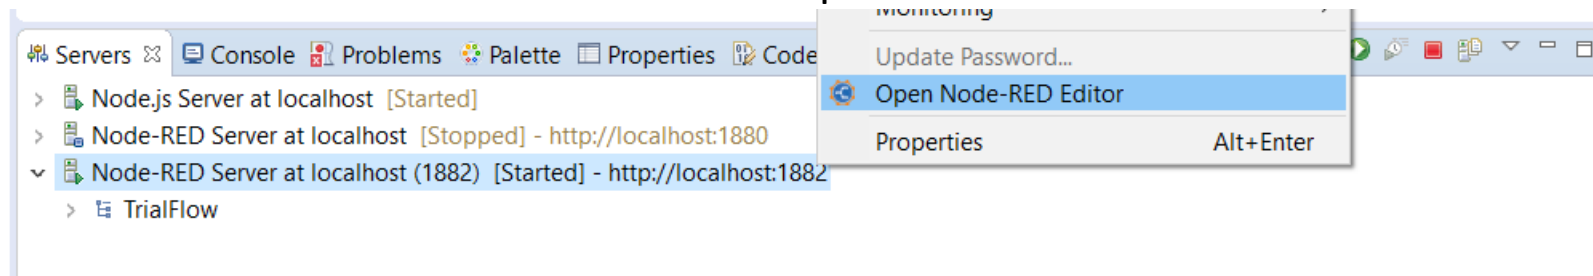 Monitoring
Servers Console Problems Palette Properties Code
Update Password...
Open Node-RED Editor
Properties Alt+Enter
Node.js Server at localhost [Started]
Node-RED Server at localhost [Stopped] - http://localhost:1880
Node-RED Server at localhost (1882) [Started] - http://localhost:1882
TrialFlow